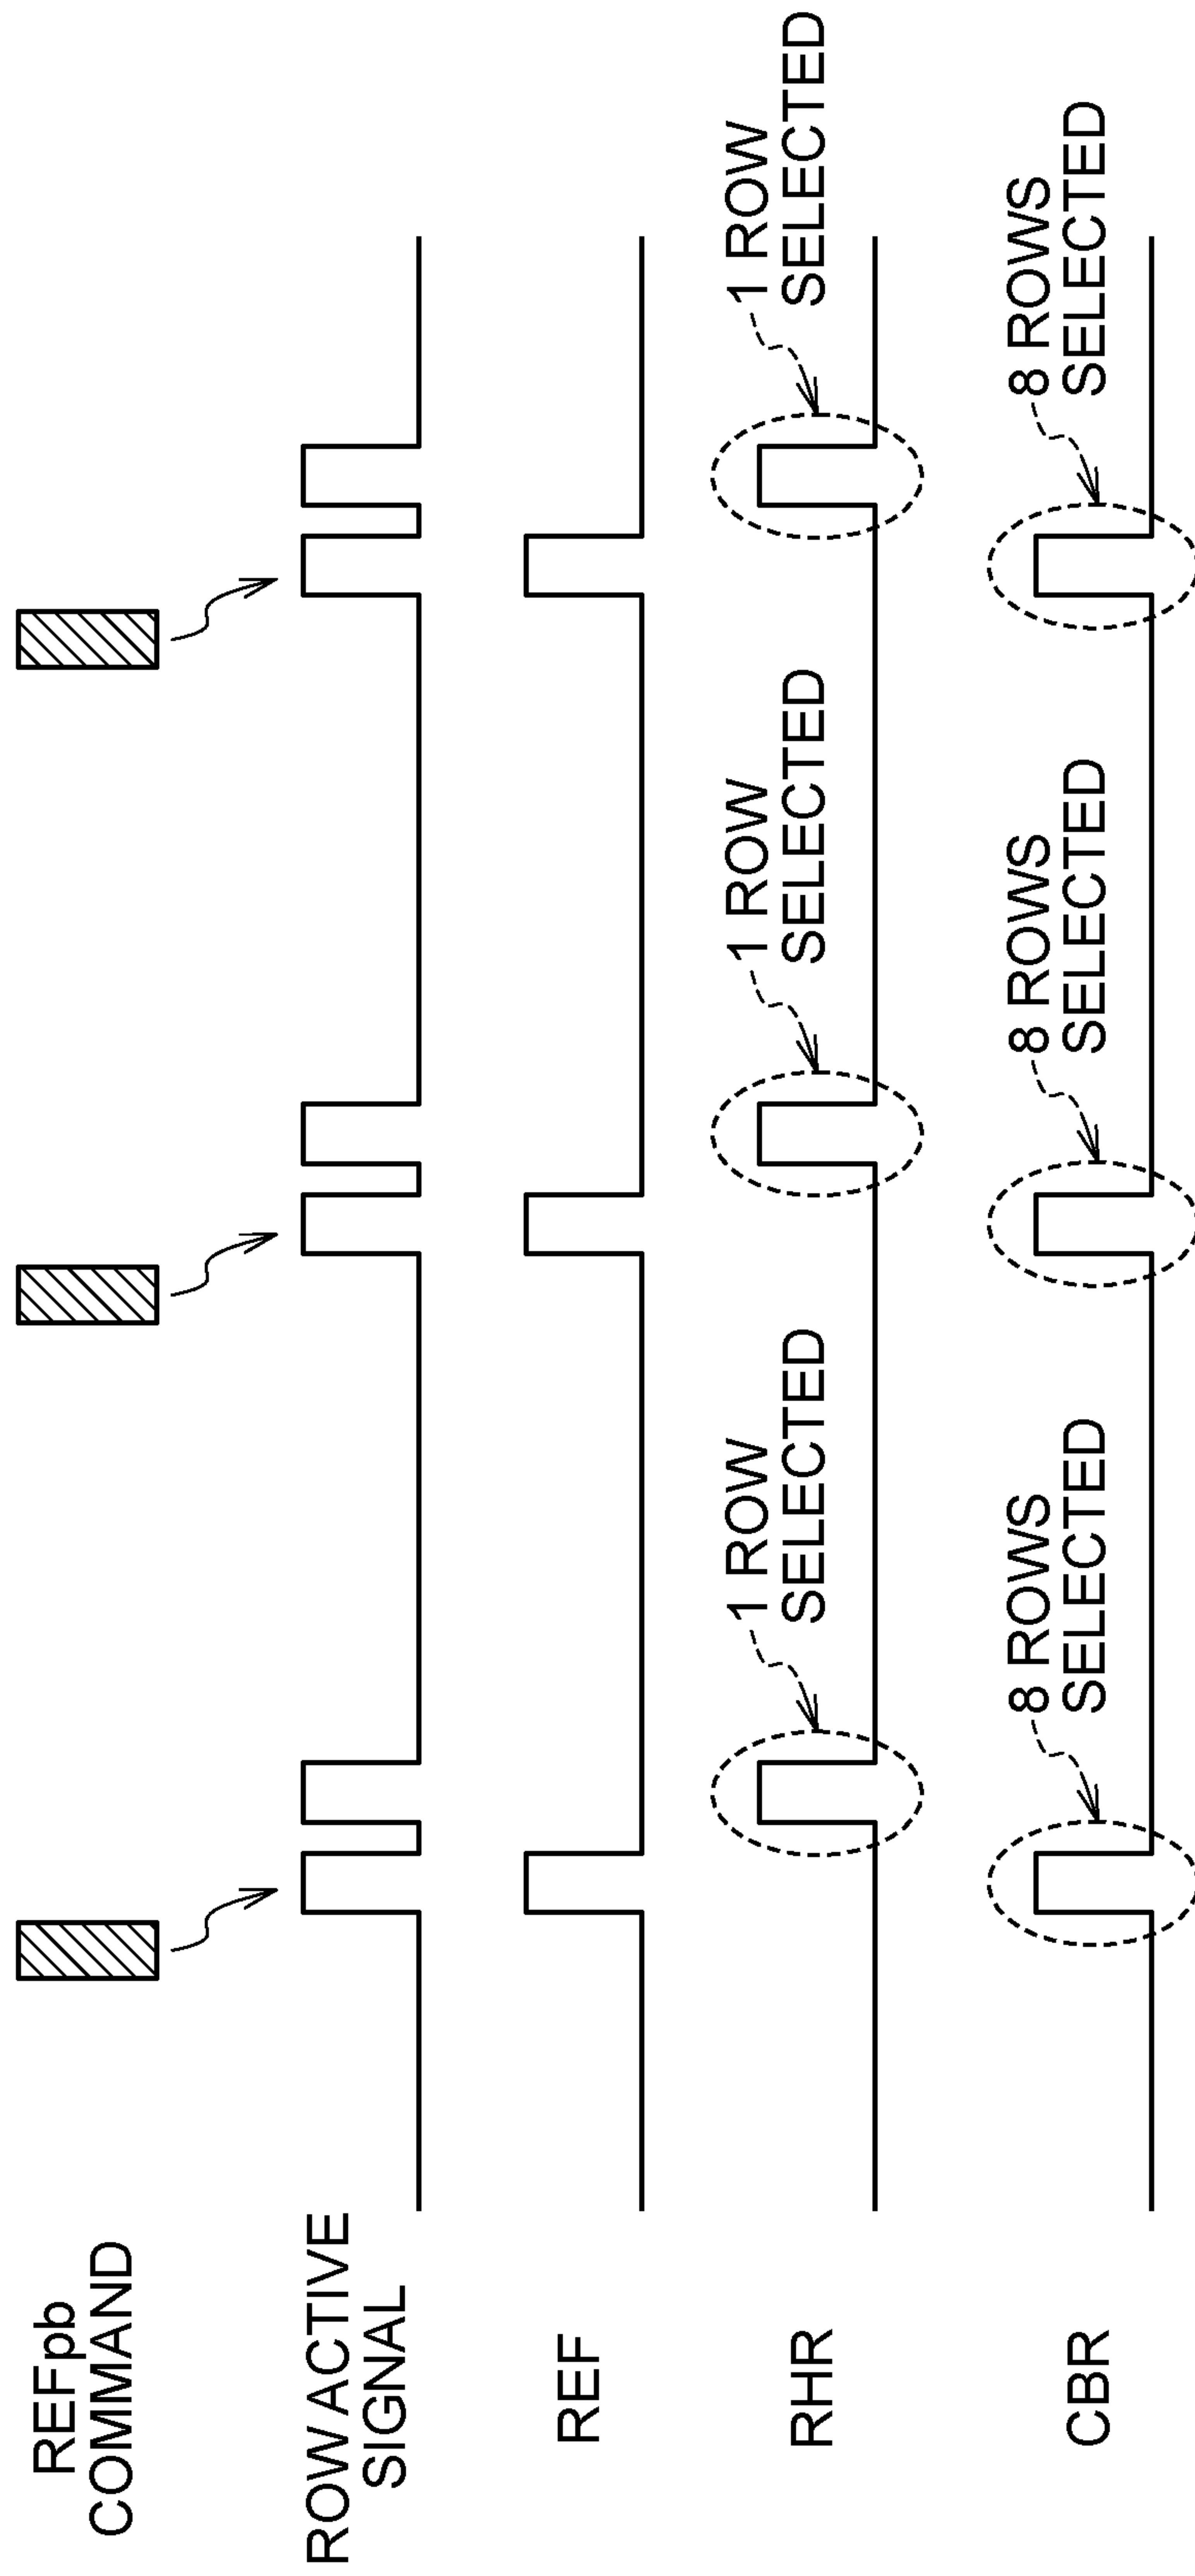 REFpb
COMMAND
ROW ACTIVE
SIGNAL
REF
RHR
1 ROW
SELECTED
1 ROW
SELECTED
1 ROW
SELECTED
CBR
8 ROWS
SELECTED
8 ROWS
SELECTED
8 ROWS
SELECTED